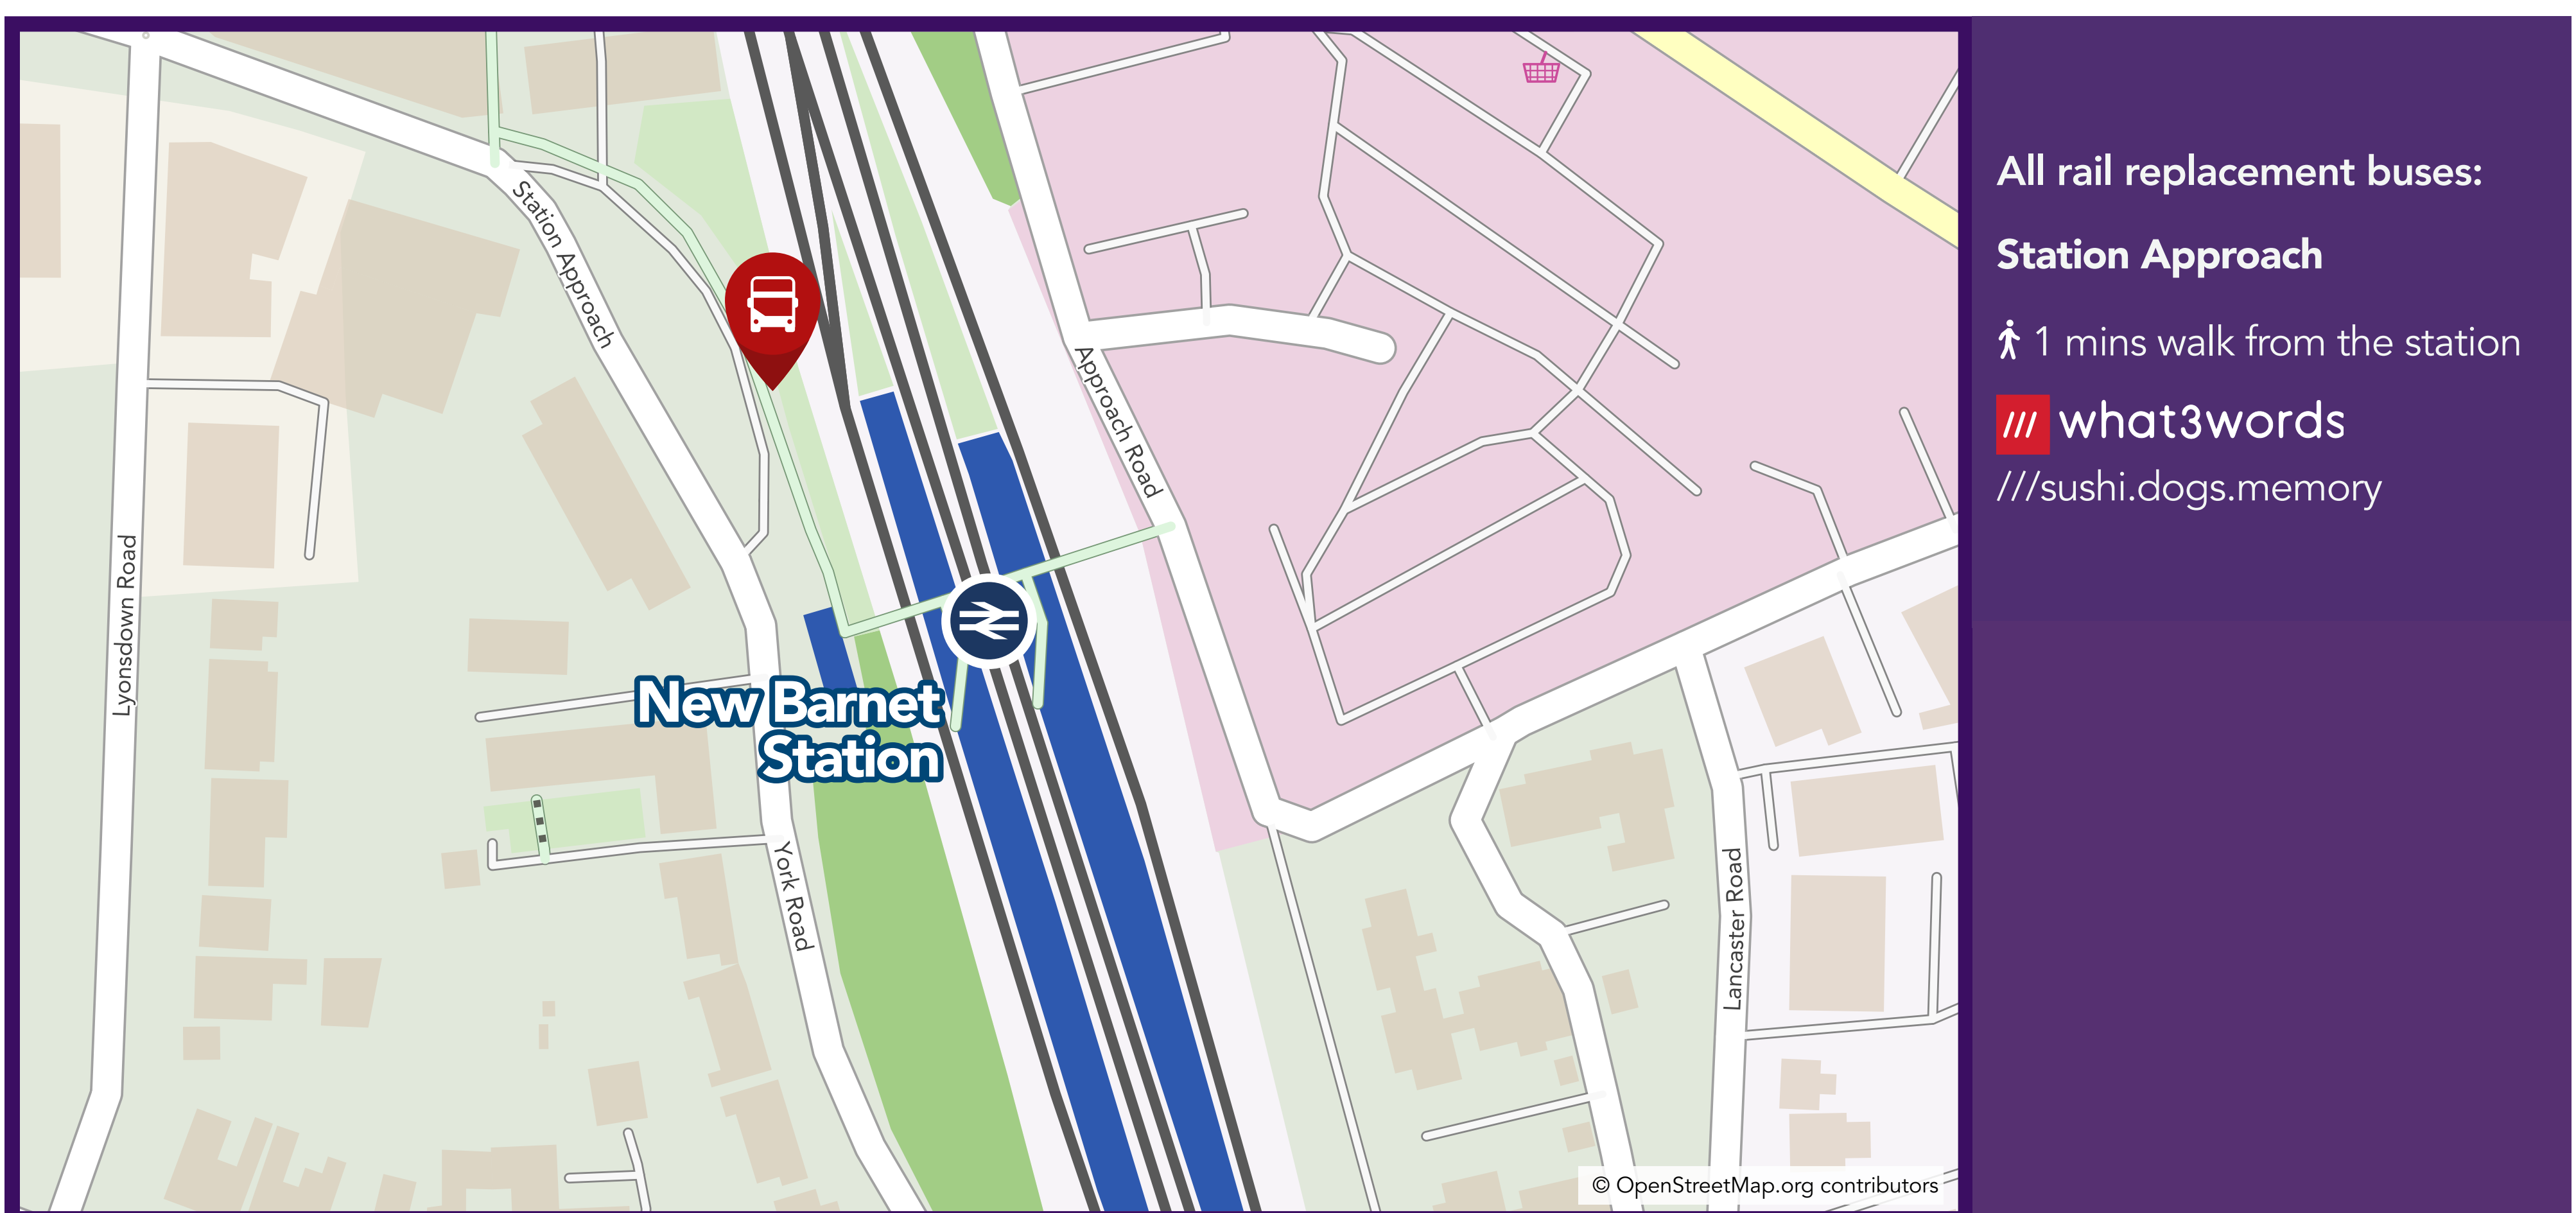 Station Approach
Approach Road
Lyonsdown Road
New Barnet
Station
York Road
Lancaster Road
© OpenStreetMap.org contributors
All rail replacement buses:
Station Approach
1 mins walk from the station
/// what3words
///sushi.dogs.memory